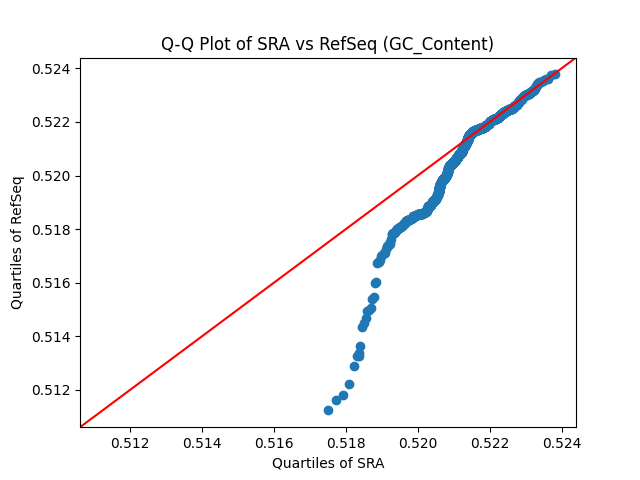 Q-Q Plot of SRA vs RefSeq (GC_Content)
Quartiles of RefSeq
0.524
0.522
0.520
0.518
0.516
0.514
0.512
0.512 0.514 0.516 0.518 0.520 0.522 0.524
Quartiles of SRA